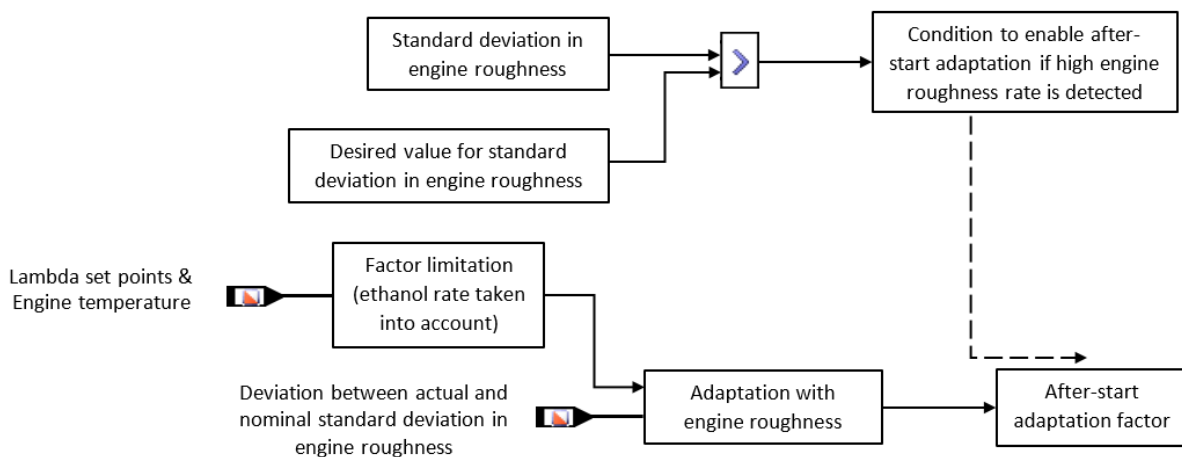 Standard deviation in
engine roughness
Condition to enable after-
start adaptation if high engine
roughness rate is detected
Desired value for standard
deviation in engine roughness
Lambda set points &
Engine temperature
Factor limitation
(ethanol rate taken
into account)
Deviation between actual and
nominal standard deviation in
engine roughness
Adaptation with
engine roughness
After-start
adaptation factor